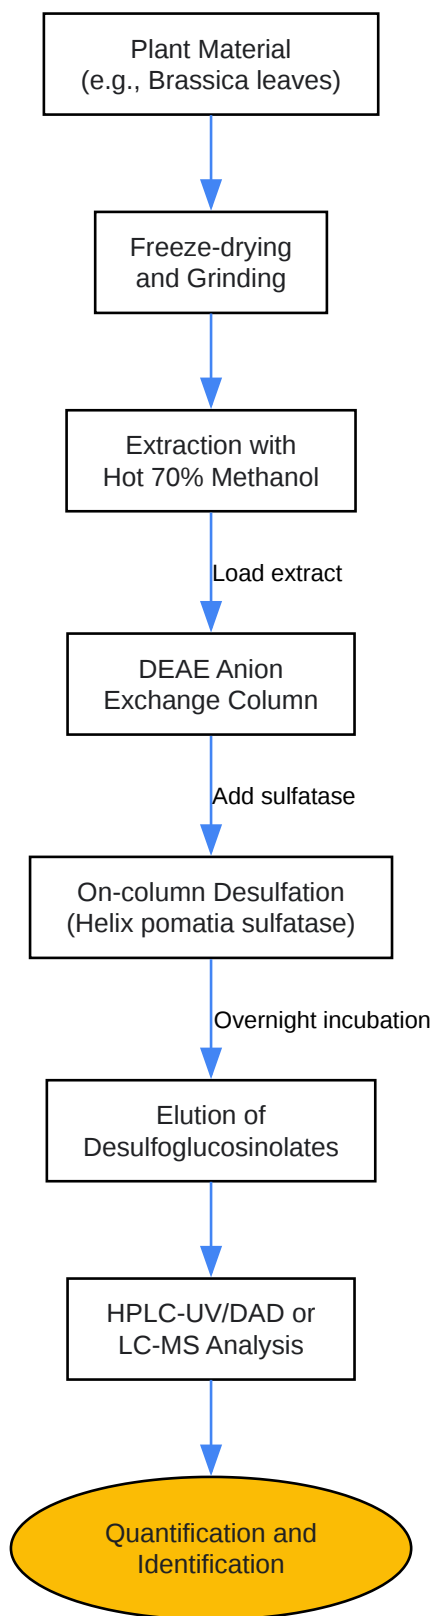 Plant Material
(e.g., Brassica leaves)
Freeze-drying
and Grinding
Extraction with
Hot 70% Methanol
Load extract
DEAE Anion
Exchange Column
Add sulfatase
On-column Desulfation
(Helix pomatia sulfatase)
Overnight incubation
Elution of
Desulfoglucosinolates
HPLC-UV/DAD or
LC-MS Analysis
Quantification and
Identification